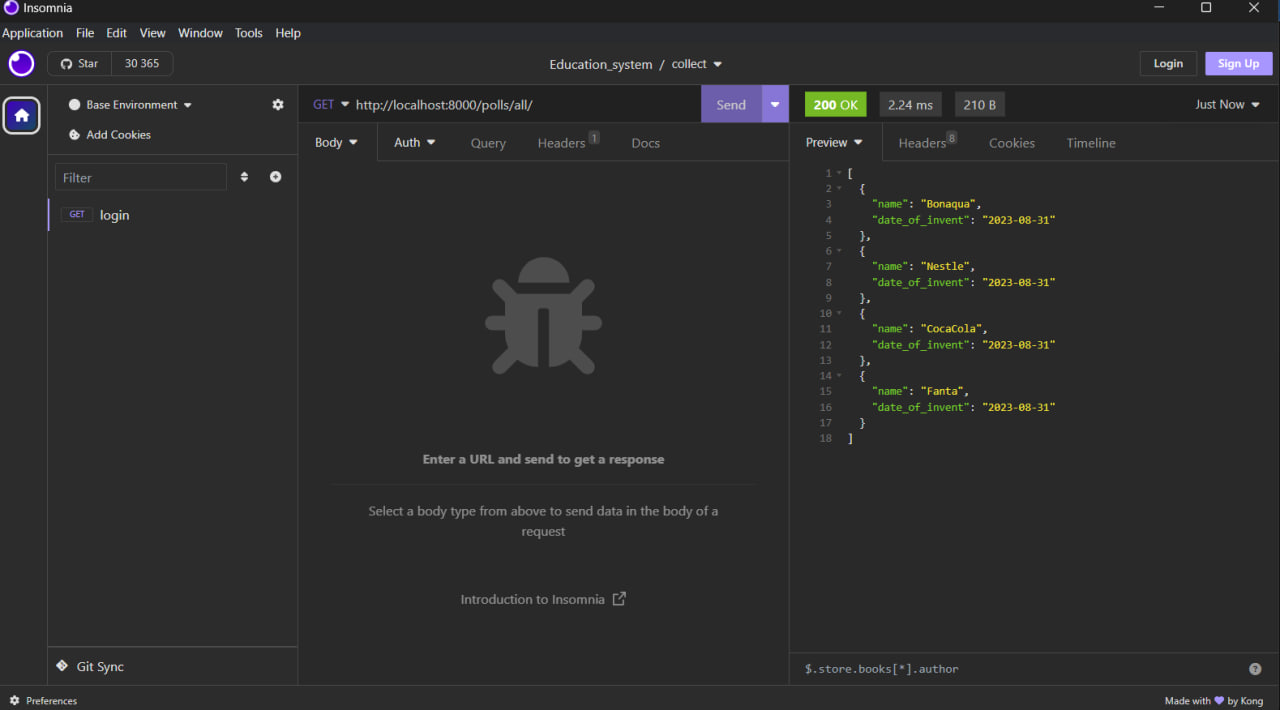 Insomnia
Application File Edit View Window Tools Help
Star 30 365
Education_system / collect
Login Sign Up
Base Environment
Add Cookies
Filter
GET login
Git Sync
GET http://localhost:8000/polls/all/ Send
Body Auth Query Headers 1 Docs
Enter a URL and send to get a response
Select a body type from above to send data in the body of a
request
Introduction to Insomnia
200 OK 2.24 ms 210 B Just Now
Preview Headers 8 Cookies Timeline
1 [
2 {
3 "name": "Bonaqua",
4 "date_of_invent": "2023-08-31"
5 },
6 {
7 "name": "Nestle",
8 "date_of_invent": "2023-08-31"
9 },
10 {
11 "name": "CocaCola",
12 "date_of_invent": "2023-08-31"
13 },
14 {
15 "name": "Fanta",
16 "date_of_invent": "2023-08-31"
17 }
18 ]
$.store.books[*].author ?
Preferences
Made with 💜 by Kong